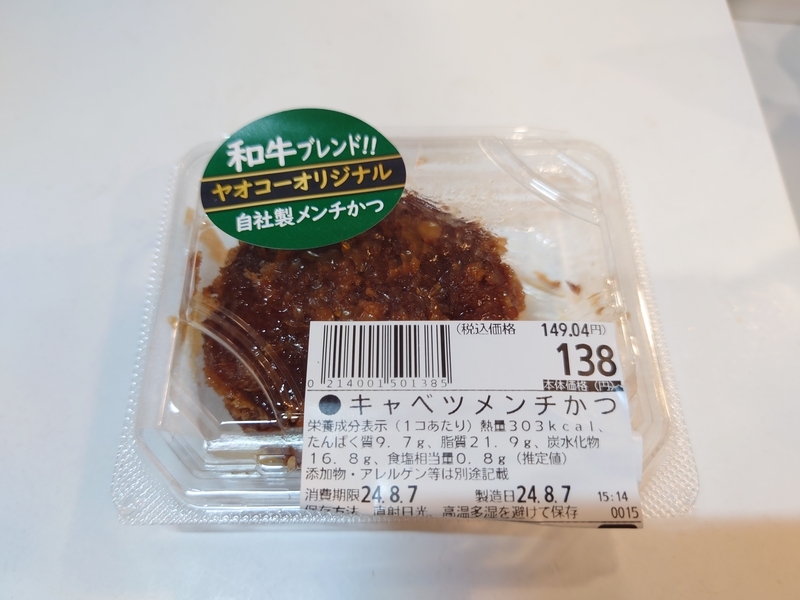 和牛ブレンド!!
ヤオコーオリジナル
自社製メンチかつ
(税込価格 149.04円)
138
本体価格(円)
0 214001 501385
●キャベツメンチかつ
栄養成分表示(1コあたり)熱量303kcal、
たんぱく質9.7g、脂質21.9g、炭水化物
16.8g、食塩相当量0.8g(推定値)
添加物・アレルゲン等は別途記載
消費期限24.8.7 製造日24.8.7 15:14
保存方法 直射日光、高温多湿を避けて保存 0015